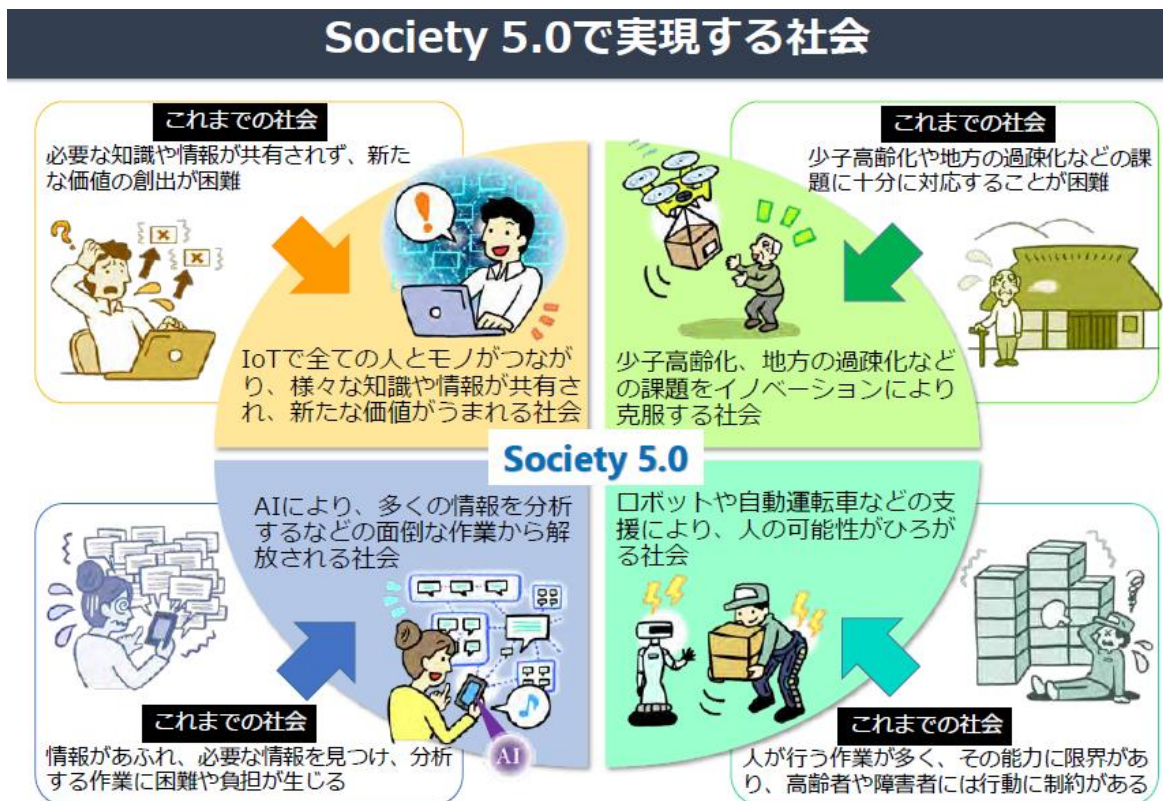 Society 5.0で実現する社会
これまでの社会
必要な知識や情報が共有されず、新た
な価値の創出が困難
IoTで全ての人とモノがつなが
り、様々な知識や情報が共有さ
れ、新たな価値がうまれる社会
これまでの社会
少子高齢化や地方の過疎化などの課
題に十分に対応することが困難
少子高齢化、地方の過疎化など
の課題をイノベーションにより
克服する社会
Society 5.0
AIにより、多くの情報を分析
するなどの面倒な作業から解
放される社会
AI
これまでの社会
情報があふれ、必要な情報を見つけ、分析
する作業に困難や負担が生じる
ロボットや自動運転車などの支
援により、人の可能性がひろが
る社会
これまでの社会
人が行う作業が多く、その能力に限界があ
り、高齢者や障害者には行動に制約がある